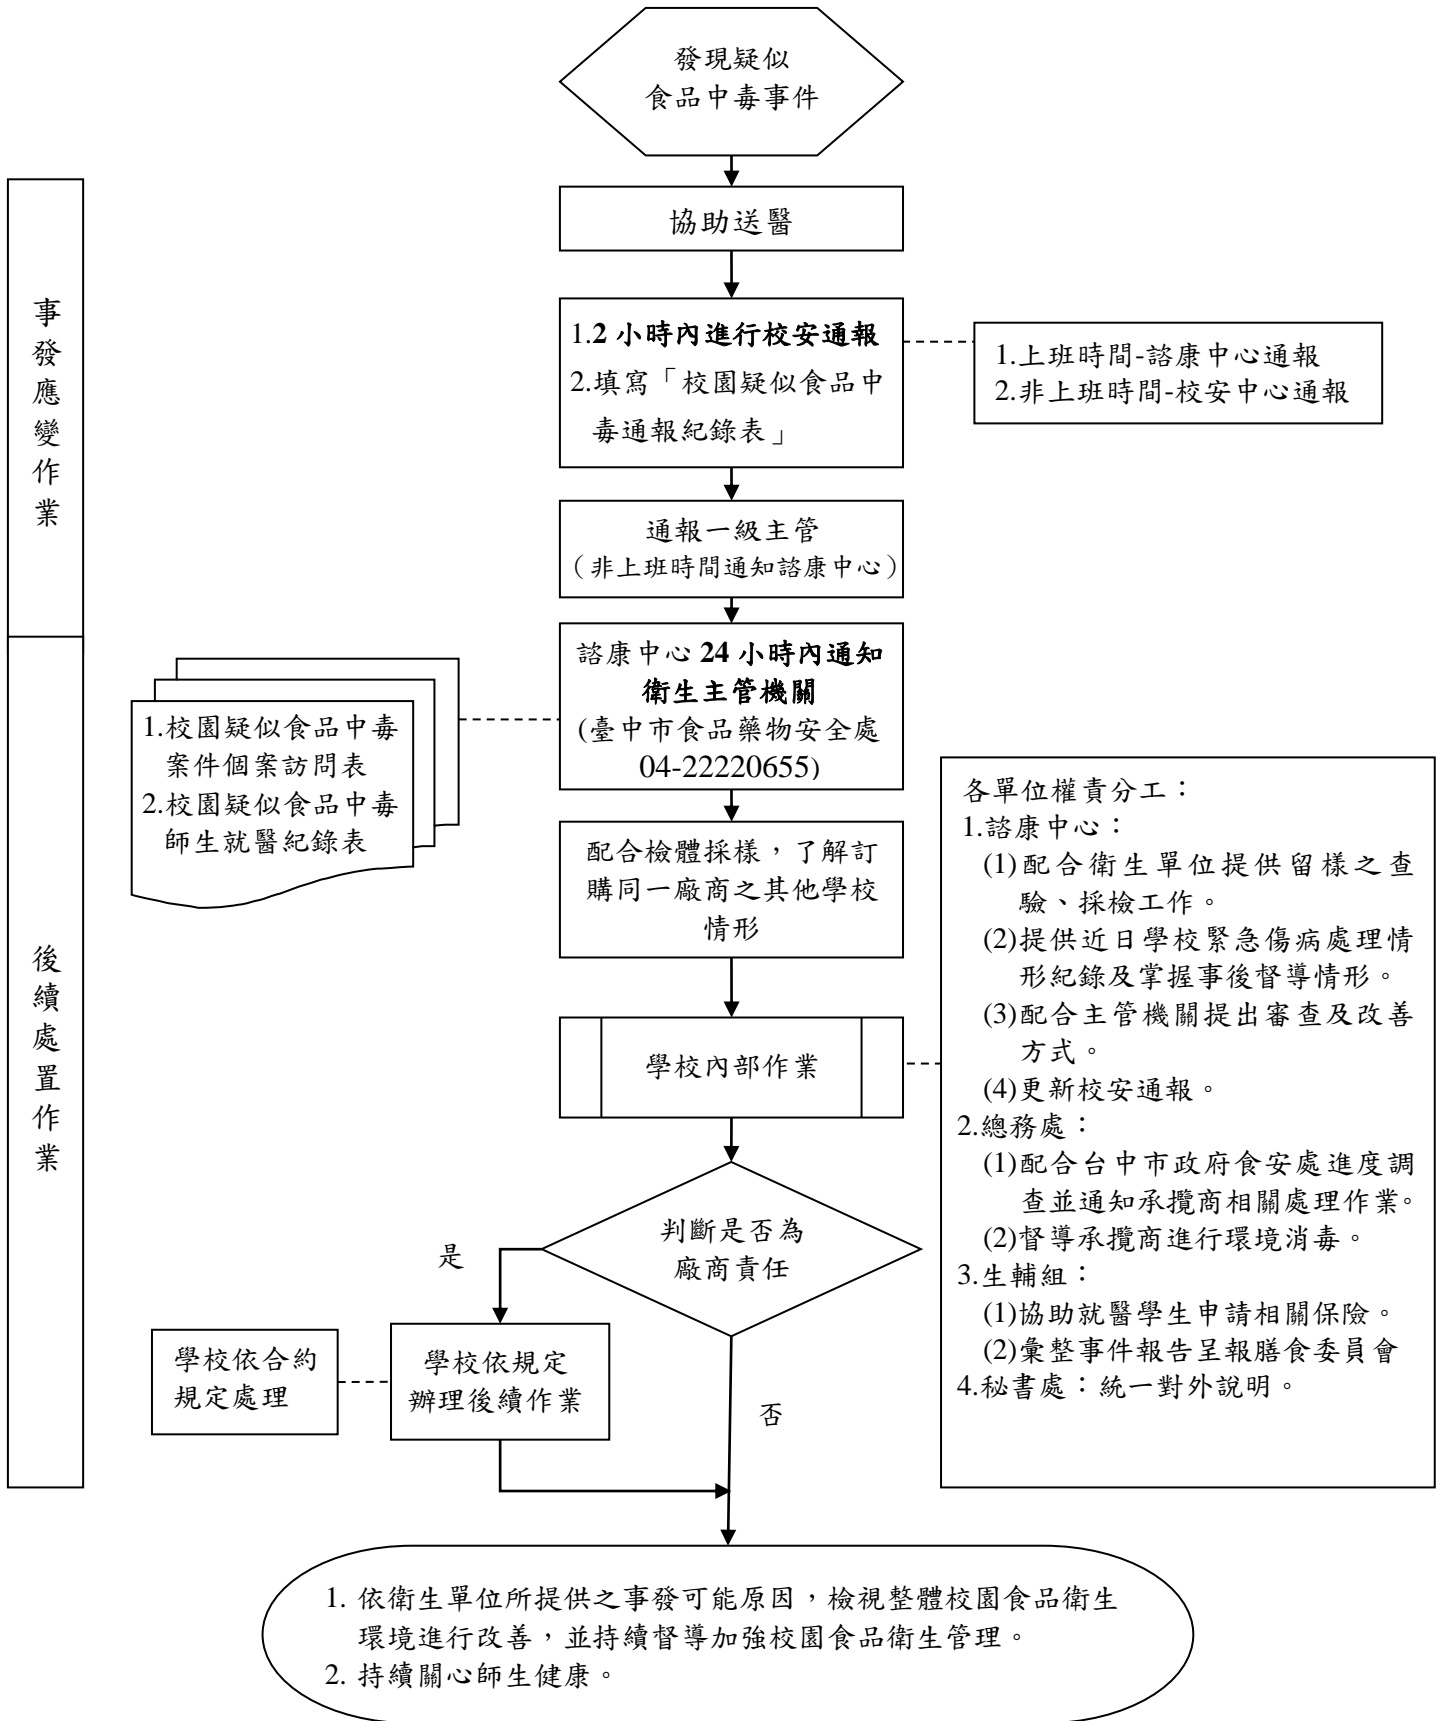 發現疑似
食品中毒事件
協助送醫
事發應變作業
1.2 小時內進行校安通報
2.填寫「校園疑似食品中
毒通報紀錄表」
1.上班時間-諮康中心通報
2.非上班時間-校安中心通報
通報一級主管
（非上班時間通知諮康中心）
後續處置作業
諮康中心 24 小時內通知
衛生主管機關
(臺中市食品藥物安全處
04-22220655)
1.校園疑似食品中毒
案件個案訪問表
2.校園疑似食品中毒
師生就醫紀錄表
配合檢體採樣，了解訂
購同一廠商之其他學校
情形
學校內部作業
各單位權責分工：
1.諮康中心：
(1)配合衛生單位提供留樣之查
驗、採檢工作。
(2)提供近日學校緊急傷病處理情
形紀錄及掌握事後督導情形。
(3)配合主管機關提出審查及改善
方式。
(4)更新校安通報。
2.總務處：
(1)配合台中市政府食安處進度調
查並通知承攬商相關處理作業。
(2)督導承攬商進行環境消毒。
3.生輔組：
(1)協助就醫學生申請相關保險。
(2)彙整事件報告呈報膳食委員會
4.秘書處：統一對外說明。
判斷是否為
廠商責任
是
學校依合約
規定處理
學校依規定
辦理後續作業
否
1. 依衛生單位所提供之事發可能原因，檢視整體校園食品衛生
環境進行改善，並持續督導加強校園食品衛生管理。
2. 持續關心師生健康。